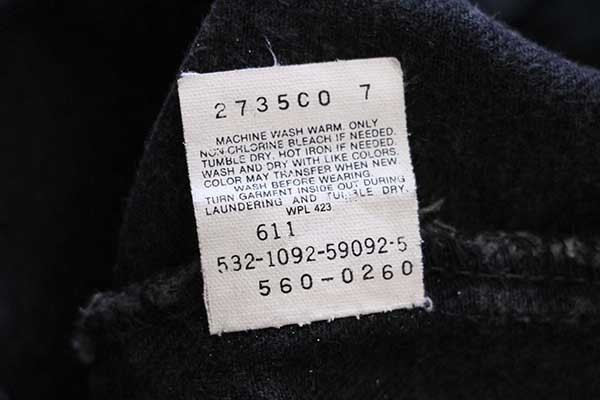 2735CO 7
MACHINE WASH WARM. ONLY
NON-CHLORINE BLEACH IF NEEDED.
TUMBLE DRY. HOT IRON IF NEEDED.
WASH AND DRY WITH LIKE COLORS.
COLOR MAY TRANSFER WHEN NEW.
WASH BEFORE WEARING.
TURN GARMENT INSIDE OUT DURING
LAUNDERING AND TUMBLE DRY.
WPL 423
611
532-1092-59092-5
560-0260